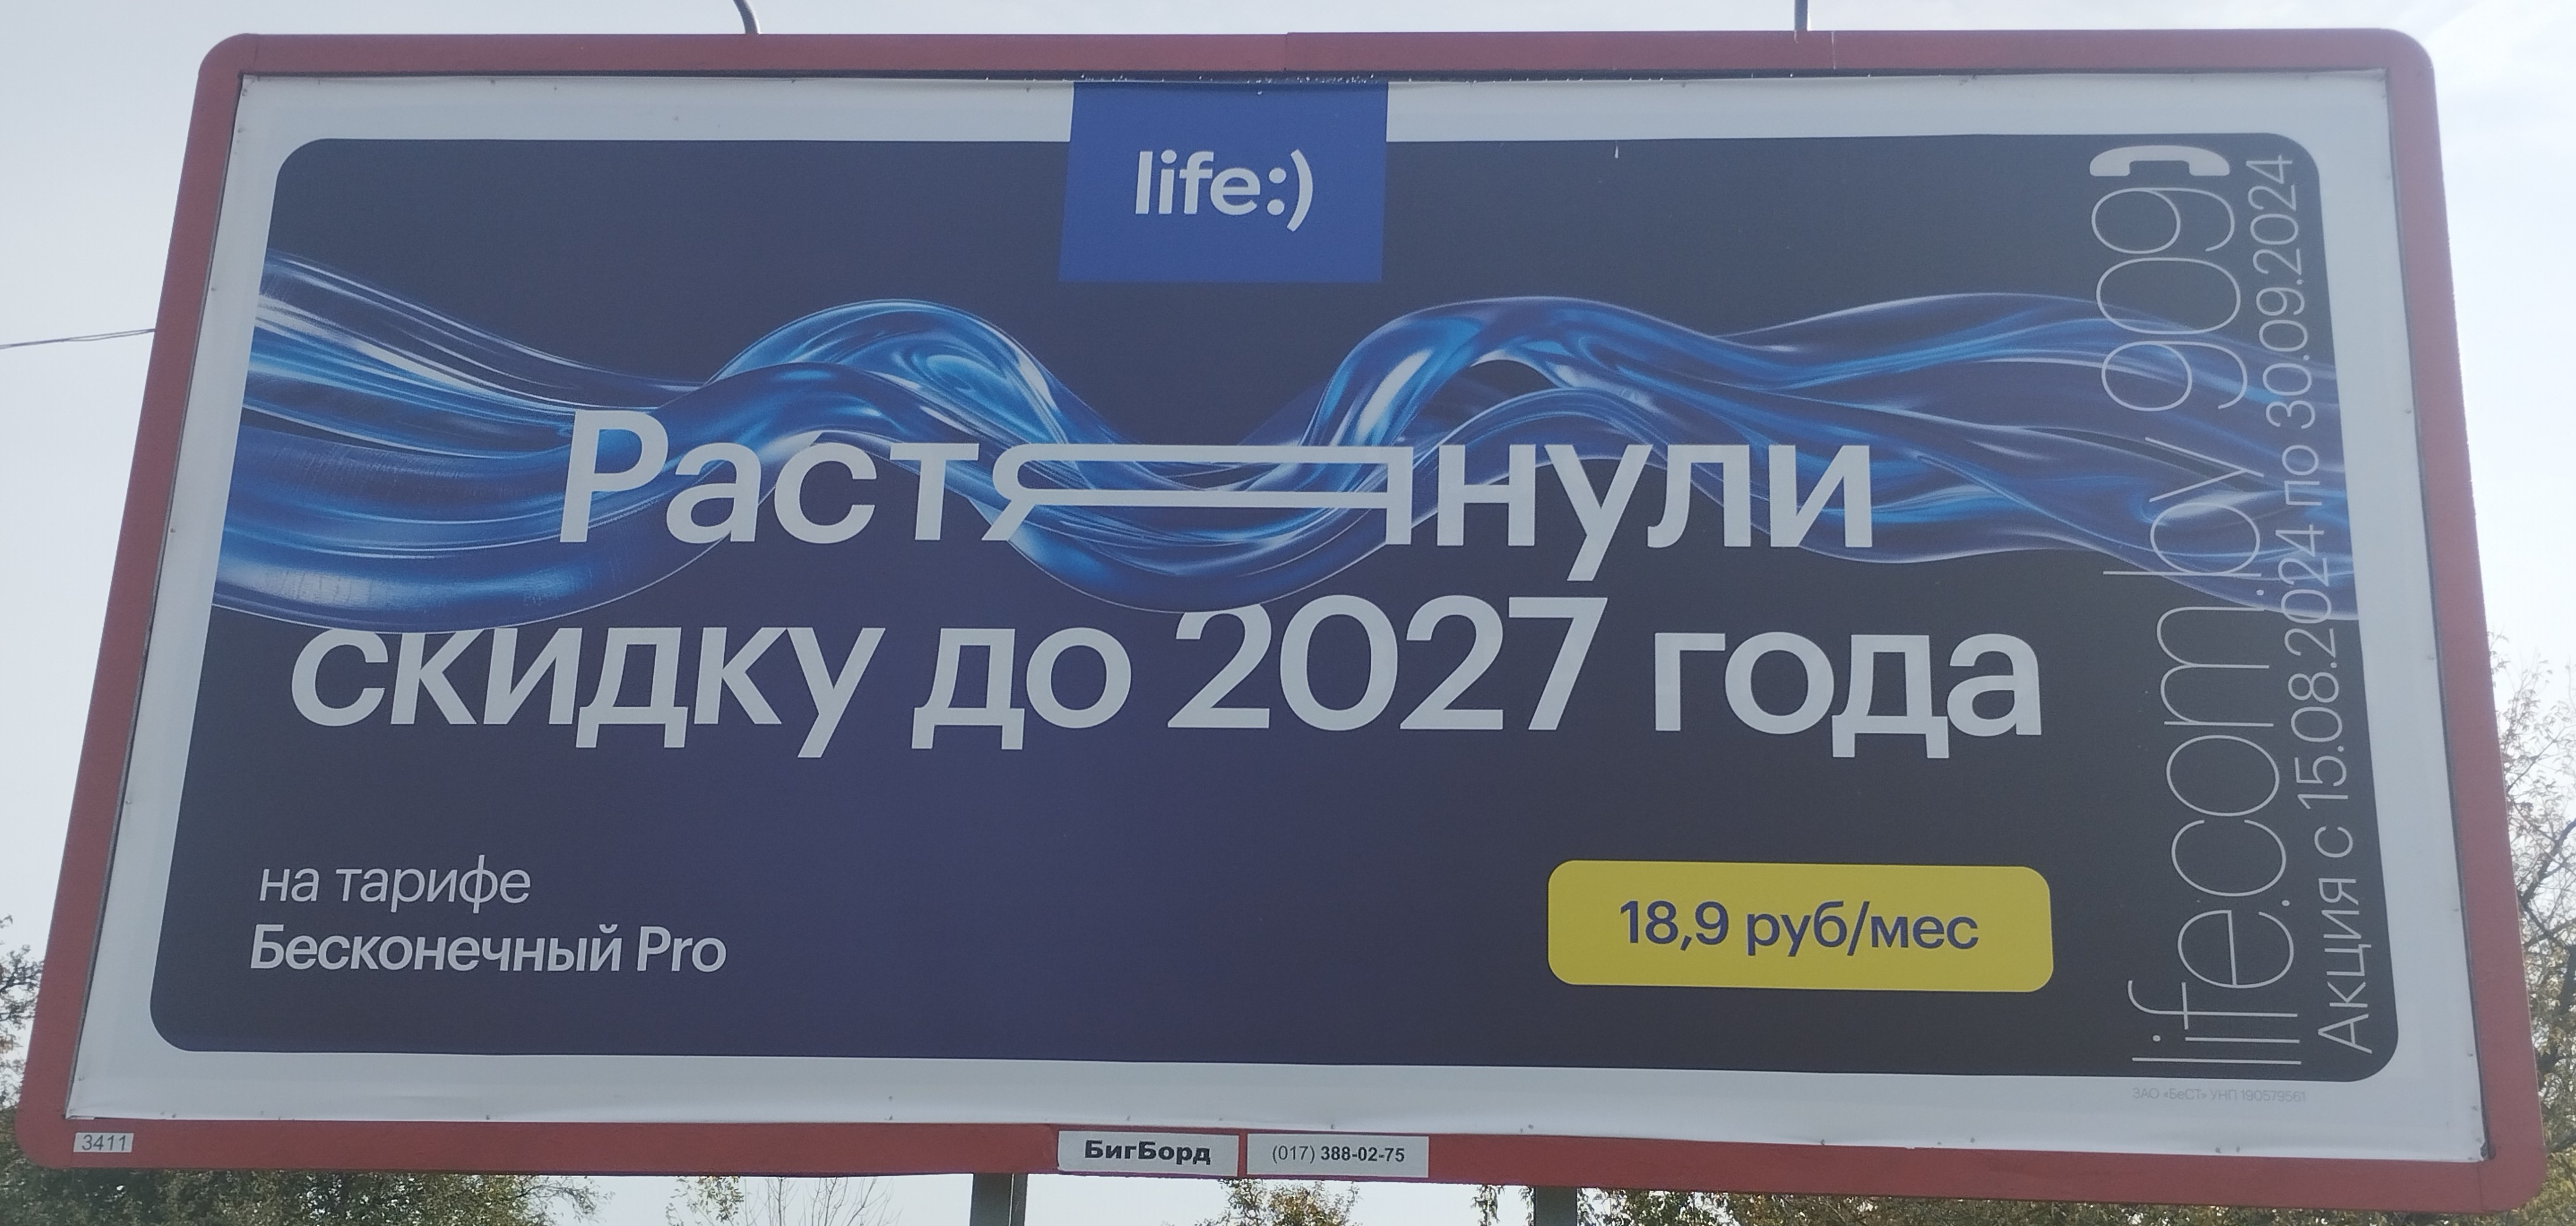 life:)
Растянули
скидку до 2027 года
на тарифе
Бесконечный Pro
18,9 руб/мес
life.com.by 909
Акция с 15.08.2024 по 30.09.2024
ЗАО «БеСТ» УНП 190579561
3411
БигБорд
(017) 388-02-75